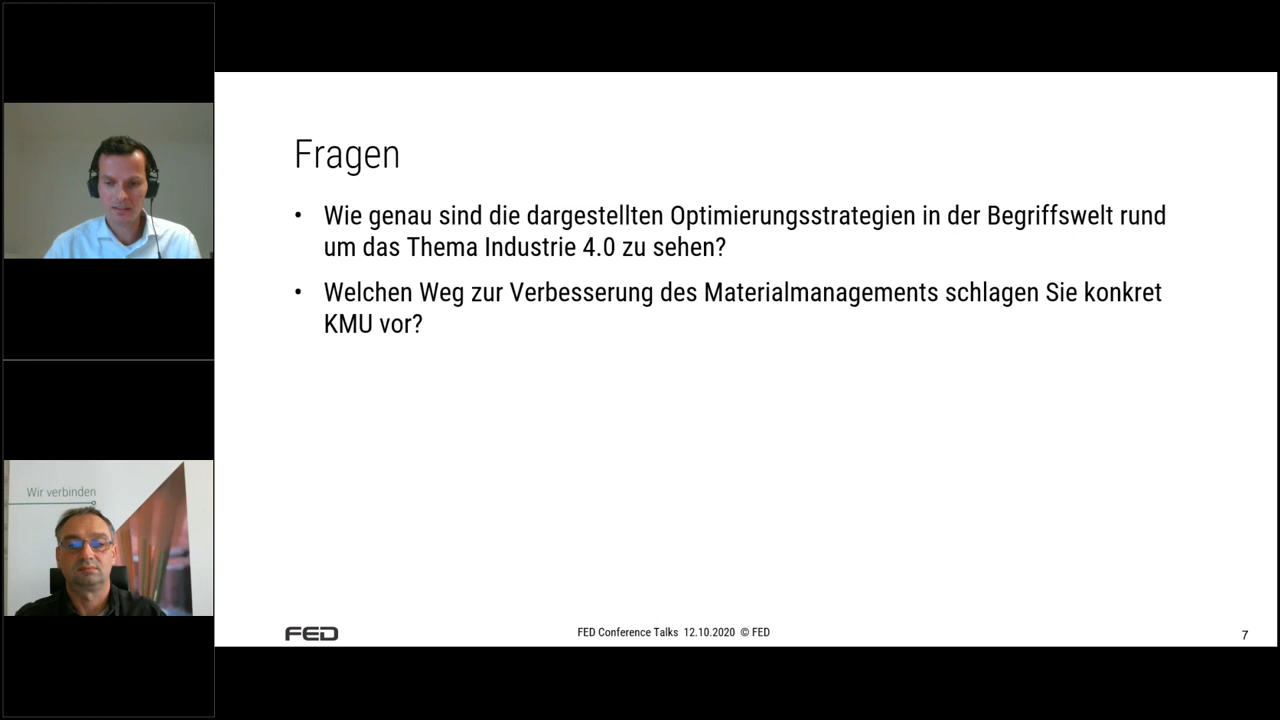 Fragen
• Wie genau sind die dargestellten Optimierungsstrategien in der Begriffswelt rund
um das Thema Industrie 4.0 zu sehen?
• Welchen Weg zur Verbesserung des Materialmanagements schlagen Sie konkret
KMU vor?
Wir verbinden
FED
FED Conference Talks 12.10.2020 © FED
7